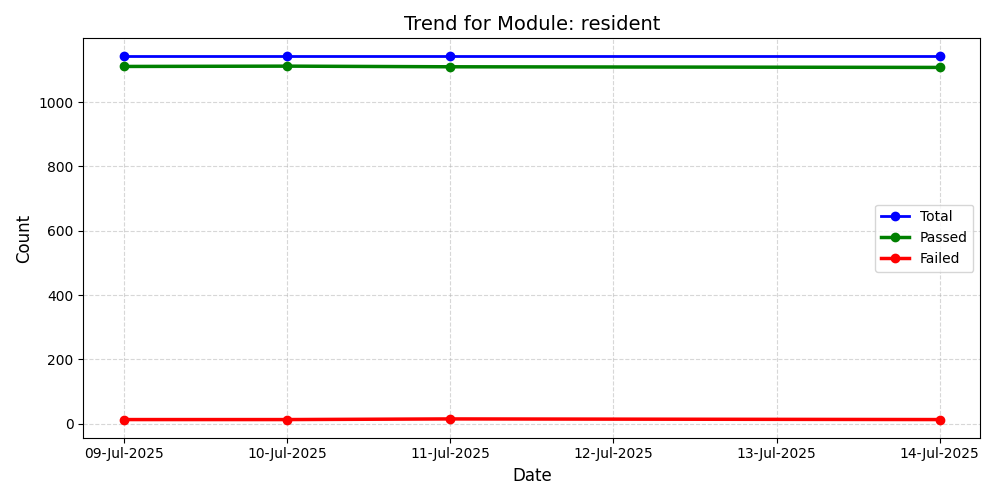 Trend for Module: resident
Count
1000
800
600
400
200
0
Total
Passed
Failed
09-Jul-2025 10-Jul-2025 11-Jul-2025 12-Jul-2025 13-Jul-2025 14-Jul-2025
Date